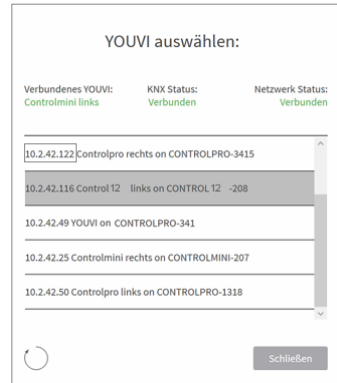 YOUVI auswählen:
Verbundenes YOUVI: KNX Status: Netzwerk Status:
Controlmini links Verbunden Verbunden
10.2.42.122 Controlpro rechts on CONTROLPRO-3415
10.2.42.116 Control 12 links on CONTROL 12 -208
10.2.42.49 YOUVI on CONTROLPRO-341
10.2.42.25 Controlmini rechts on CONTROLMINI-207
10.2.42.50 Controlpro links on CONTROLPRO-1318
Schließen